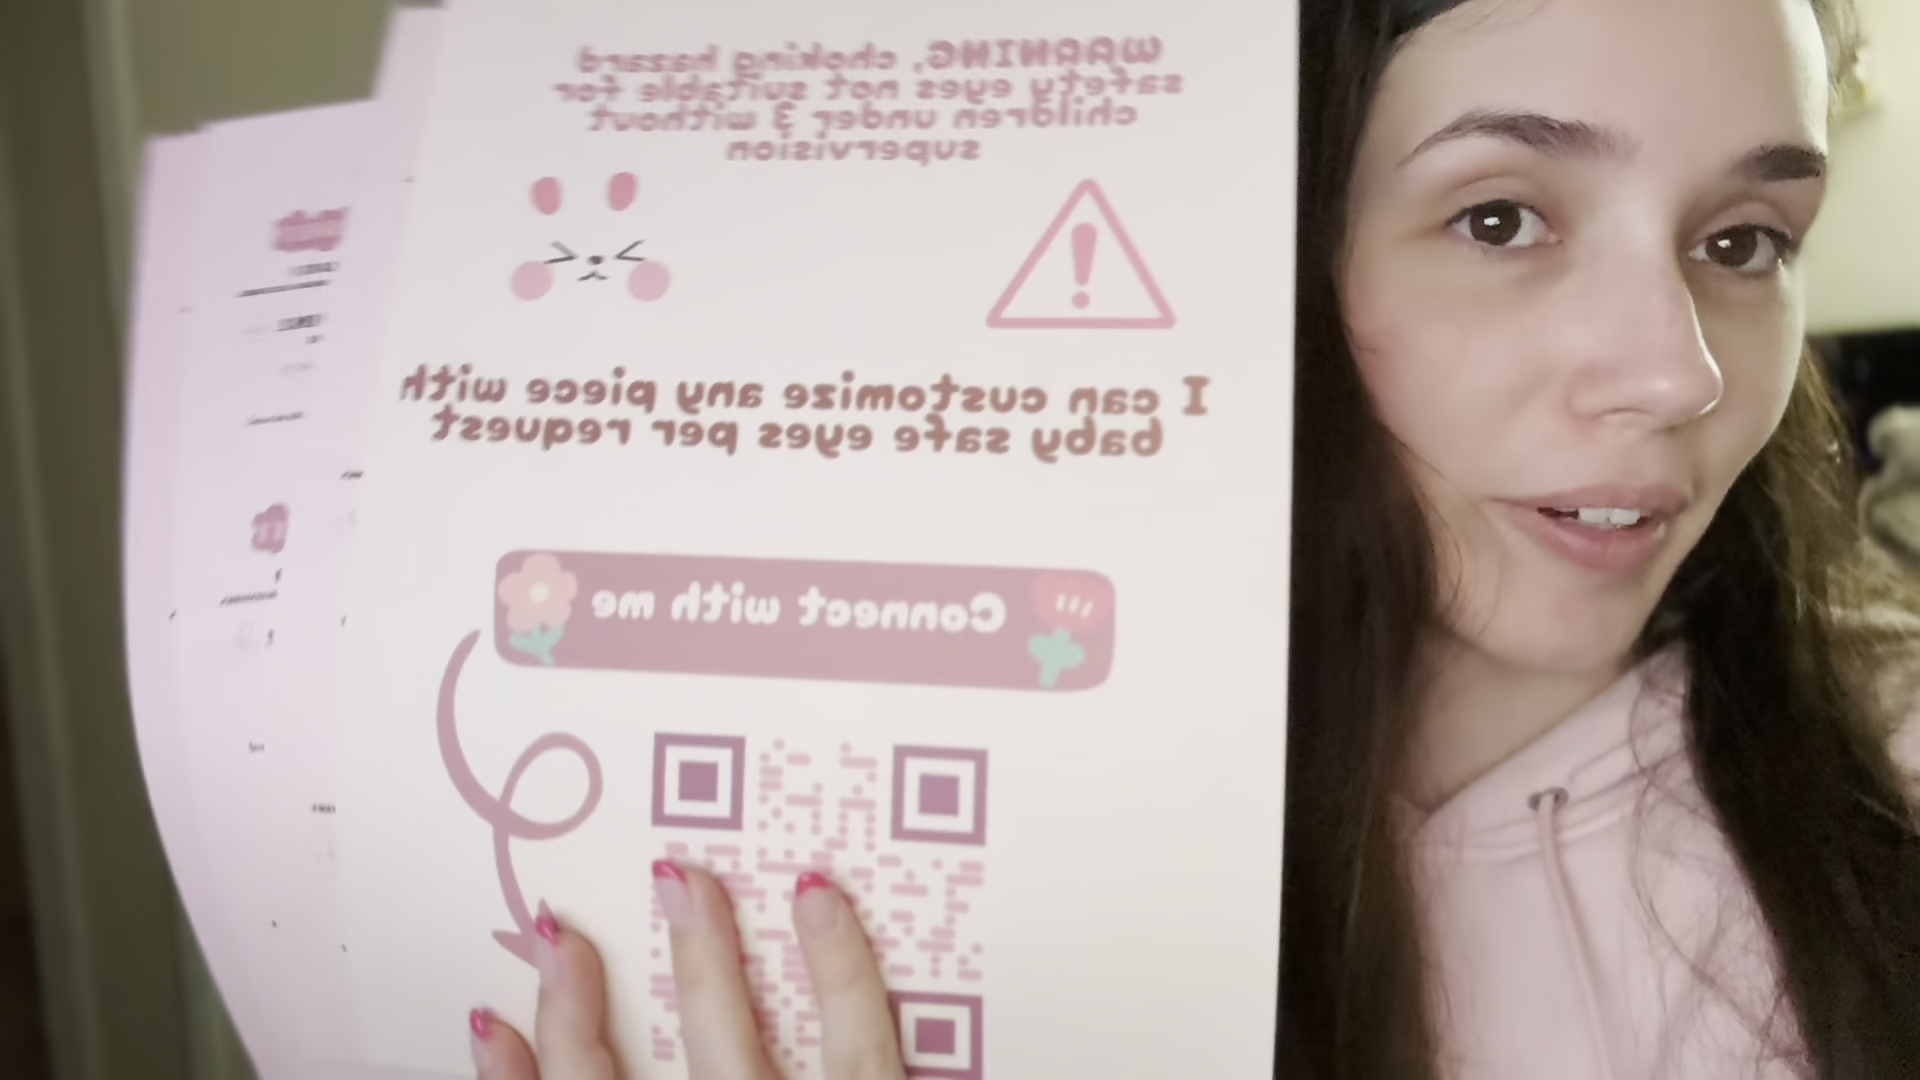 WARNING, choking hazard
safety eyes not suitable for
children under 3 without
supervision
I can customize any piece with
baby safe eyes per request
Connect with me